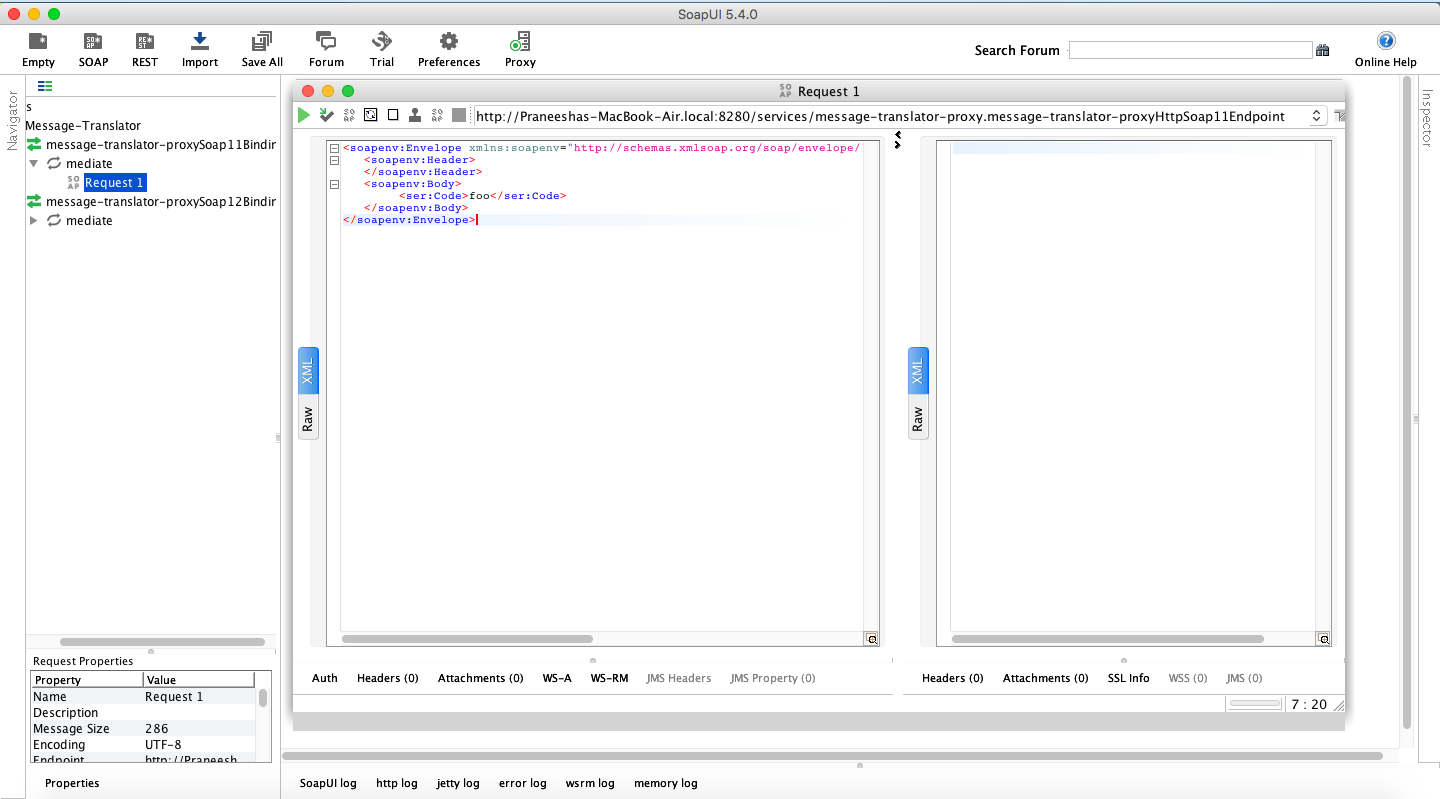 SoapUI 5.4.0
Empty SOAP REST Import Save All Forum Trial Preferences Proxy
Search Forum
Online Help
Navigator
s
Message-Translator
message-translator-proxySoap11Bindin
mediate
Request 1
message-translator-proxySoap12Bindin
mediate
Request Properties
Property Value
Name Request 1
Description
Message Size 286
Encoding UTF-8
Endpoint http://Praneesh
Properties
SOAP Request 1
http://Praneeshas-MacBook-Air.local:8280/services/message-translator-proxy.message-translator-proxyHttpSoap11Endpoint
<soapenv:Envelope xmlns:soapenv="http://schemas.xmlsoap.org/soap/envelope/
<soapenv:Header>
</soapenv:Header>
<soapenv:Body>
<ser:Code>foo</ser:Code>
</soapenv:Body>
</soapenv:Envelope>
XML
Raw
XML
Raw
Auth Headers (0) Attachments (0) WS-A WS-RM JMS Headers JMS Property (0)
Headers (0) Attachments (0) SSL Info WSS (0) JMS (0)
7 : 20
Inspector
SoapUI log http log jetty log error log wsrm log memory log